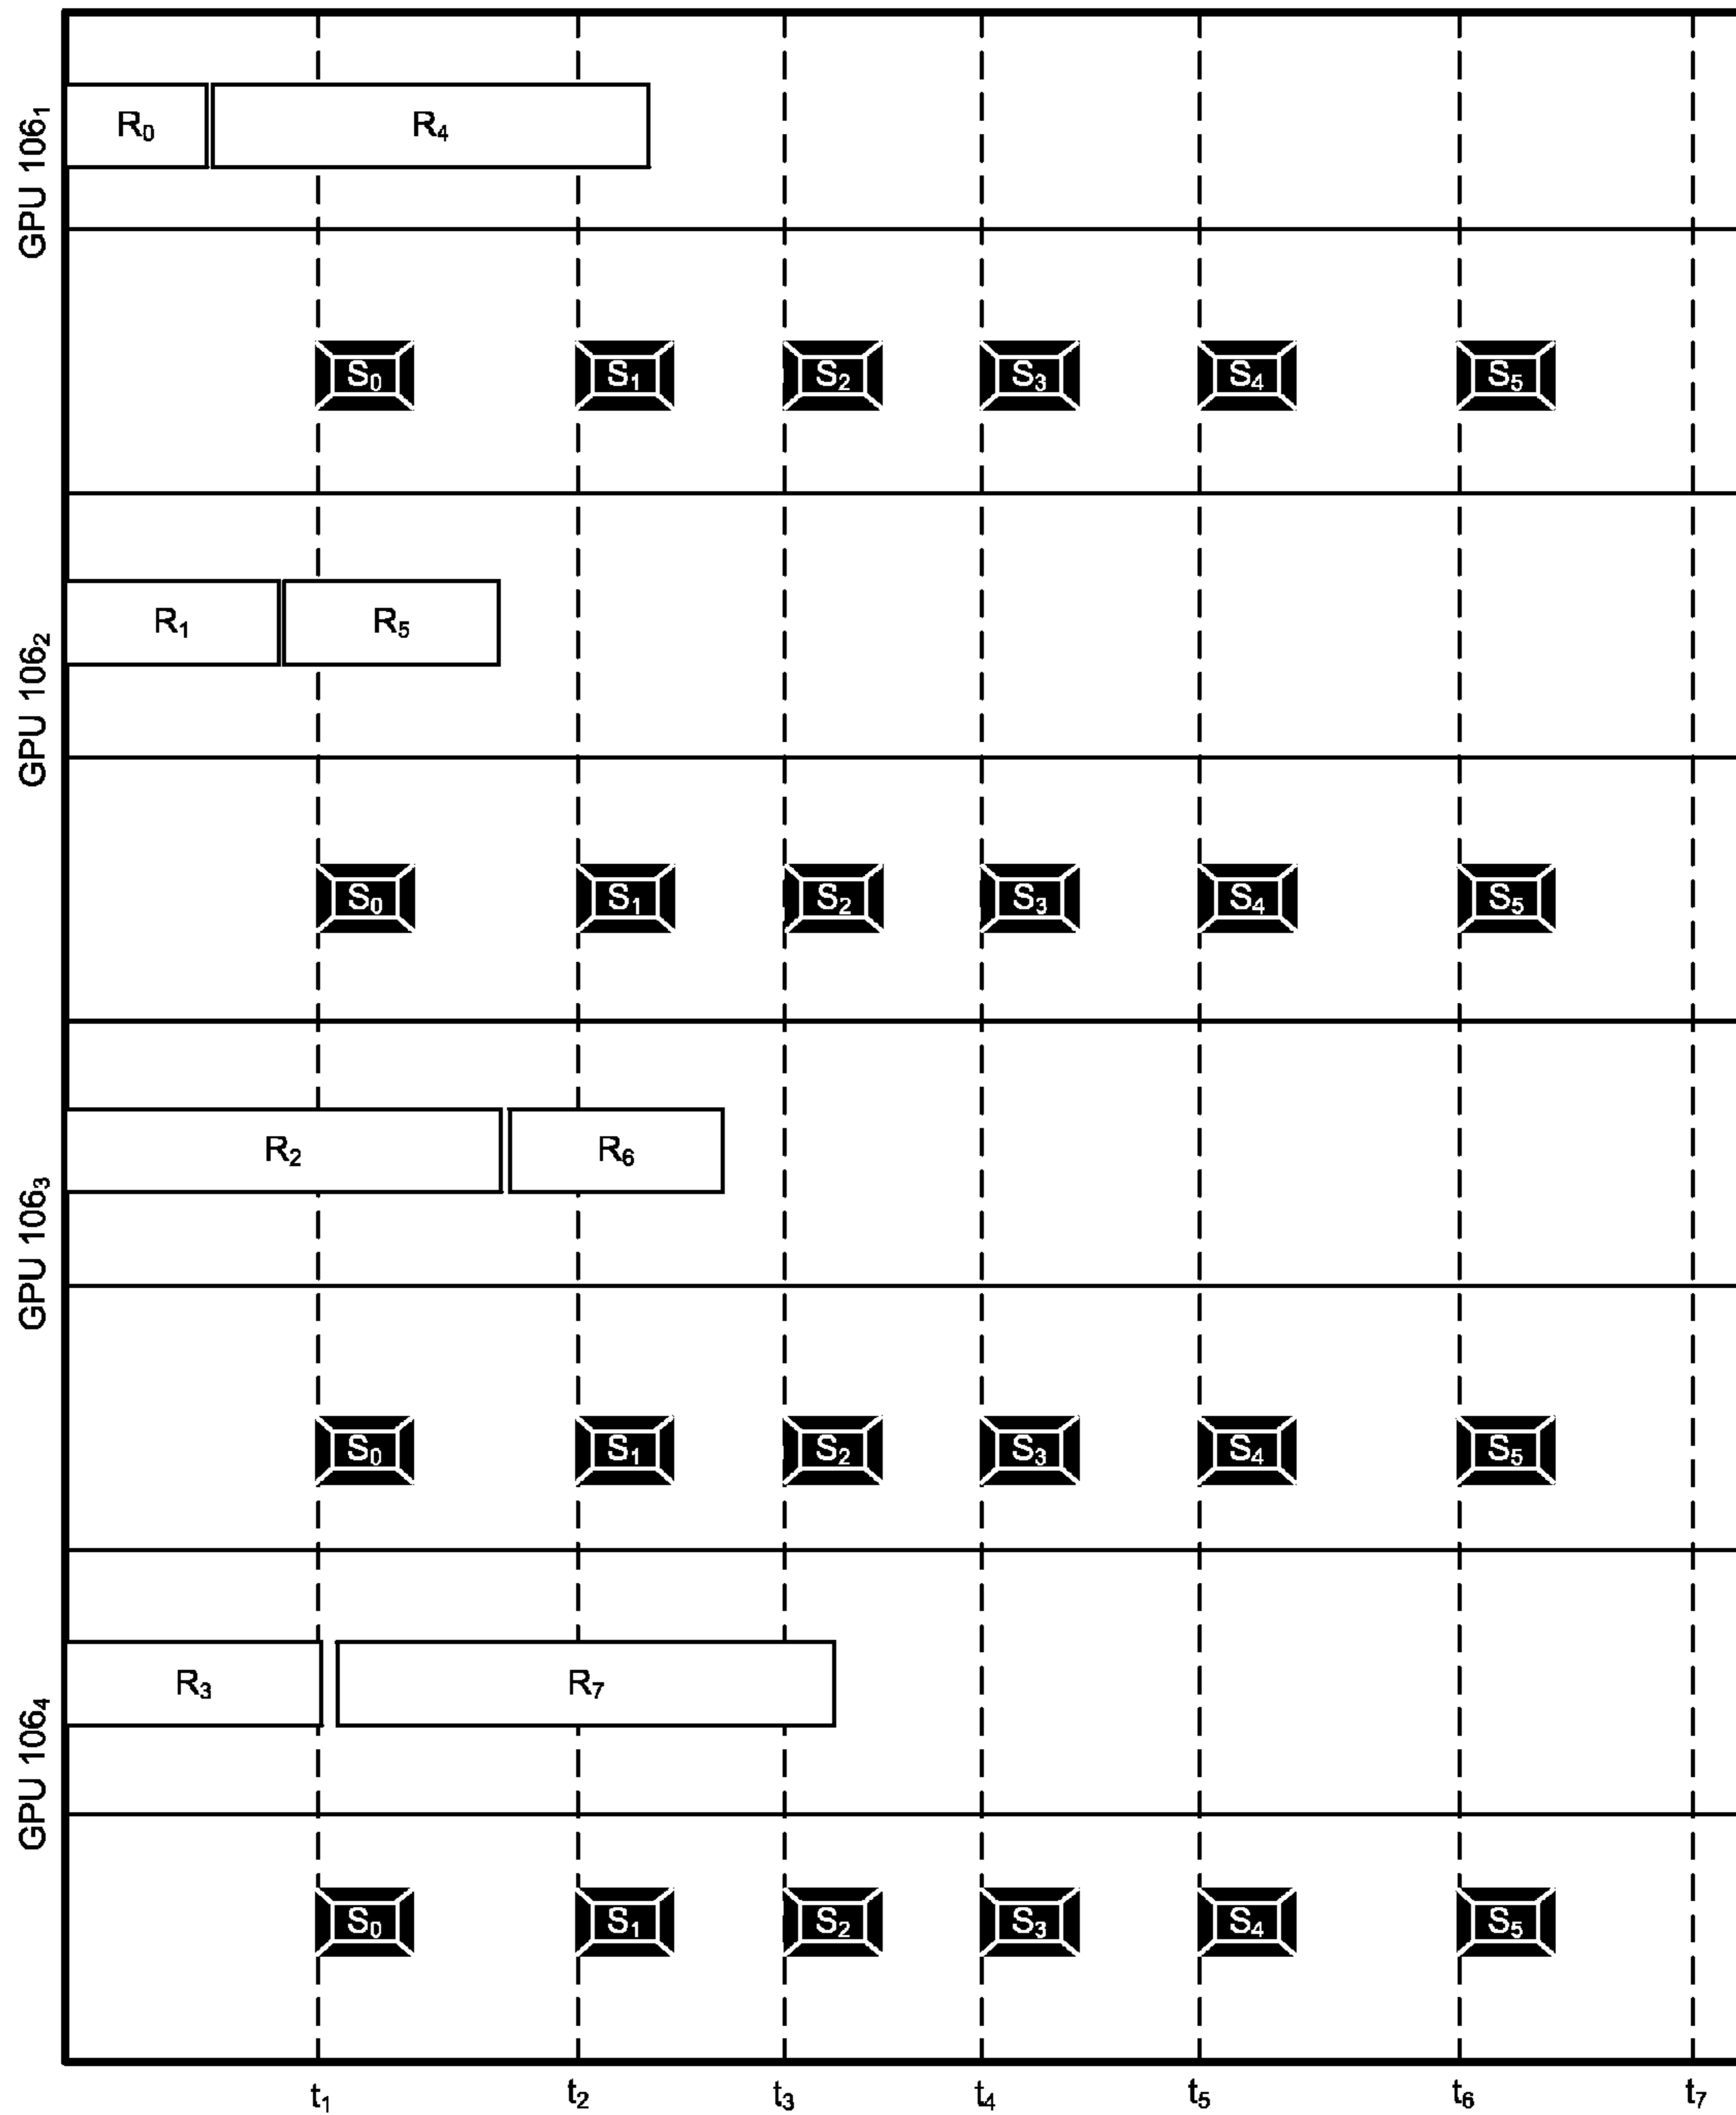 GPU 106₁
R₀ R₄
S₀ S₁ S₂ S₃ S₄ S₅
GPU 106₂
R₁ R₅
S₀ S₁ S₂ S₃ S₄ S₅
GPU 106₃
R₂ R₆
S₀ S₁ S₂ S₃ S₄ S₅
GPU 106₄
R₃ R₇
S₀ S₁ S₂ S₃ S₄ S₅
t₁ t₂ t₃ t₄ t₅ t₆ t₇